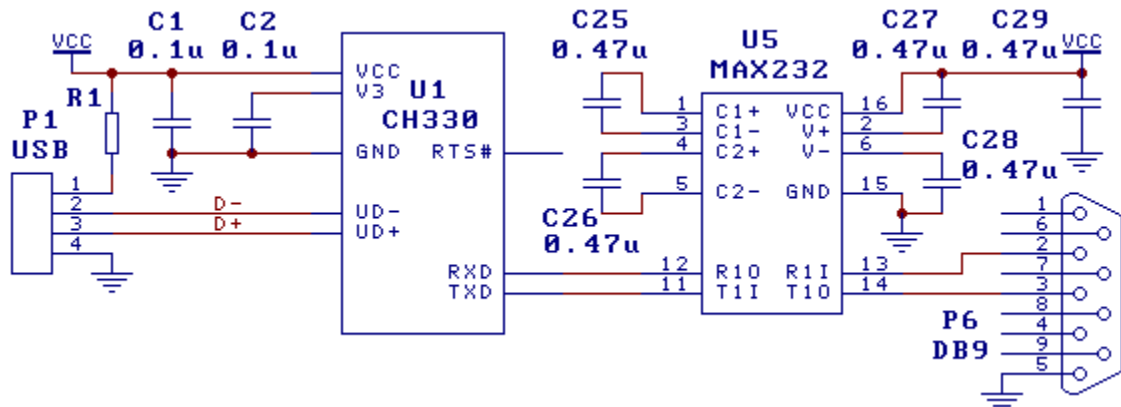 VCC
C1
0.1u
C2
0.1u
R1
P1
USB
1
2
3
4
D-
D+
VCC
V3
U1
CH330
GND
RTS#
UD-
UD+
RXD
TXD
C25
0.47u
C26
0.47u
U5
MAX232
1
3
4
5
12
11
C1+
C1-
C2+
C2-
R1O
T1I
VCC
V+
V-
GND
R1I
T1O
16
2
6
15
13
14
C27
0.47u
C29
0.47u
VCC
C28
0.47u
1
6
2
7
3
8
4
9
5
P6
DB9